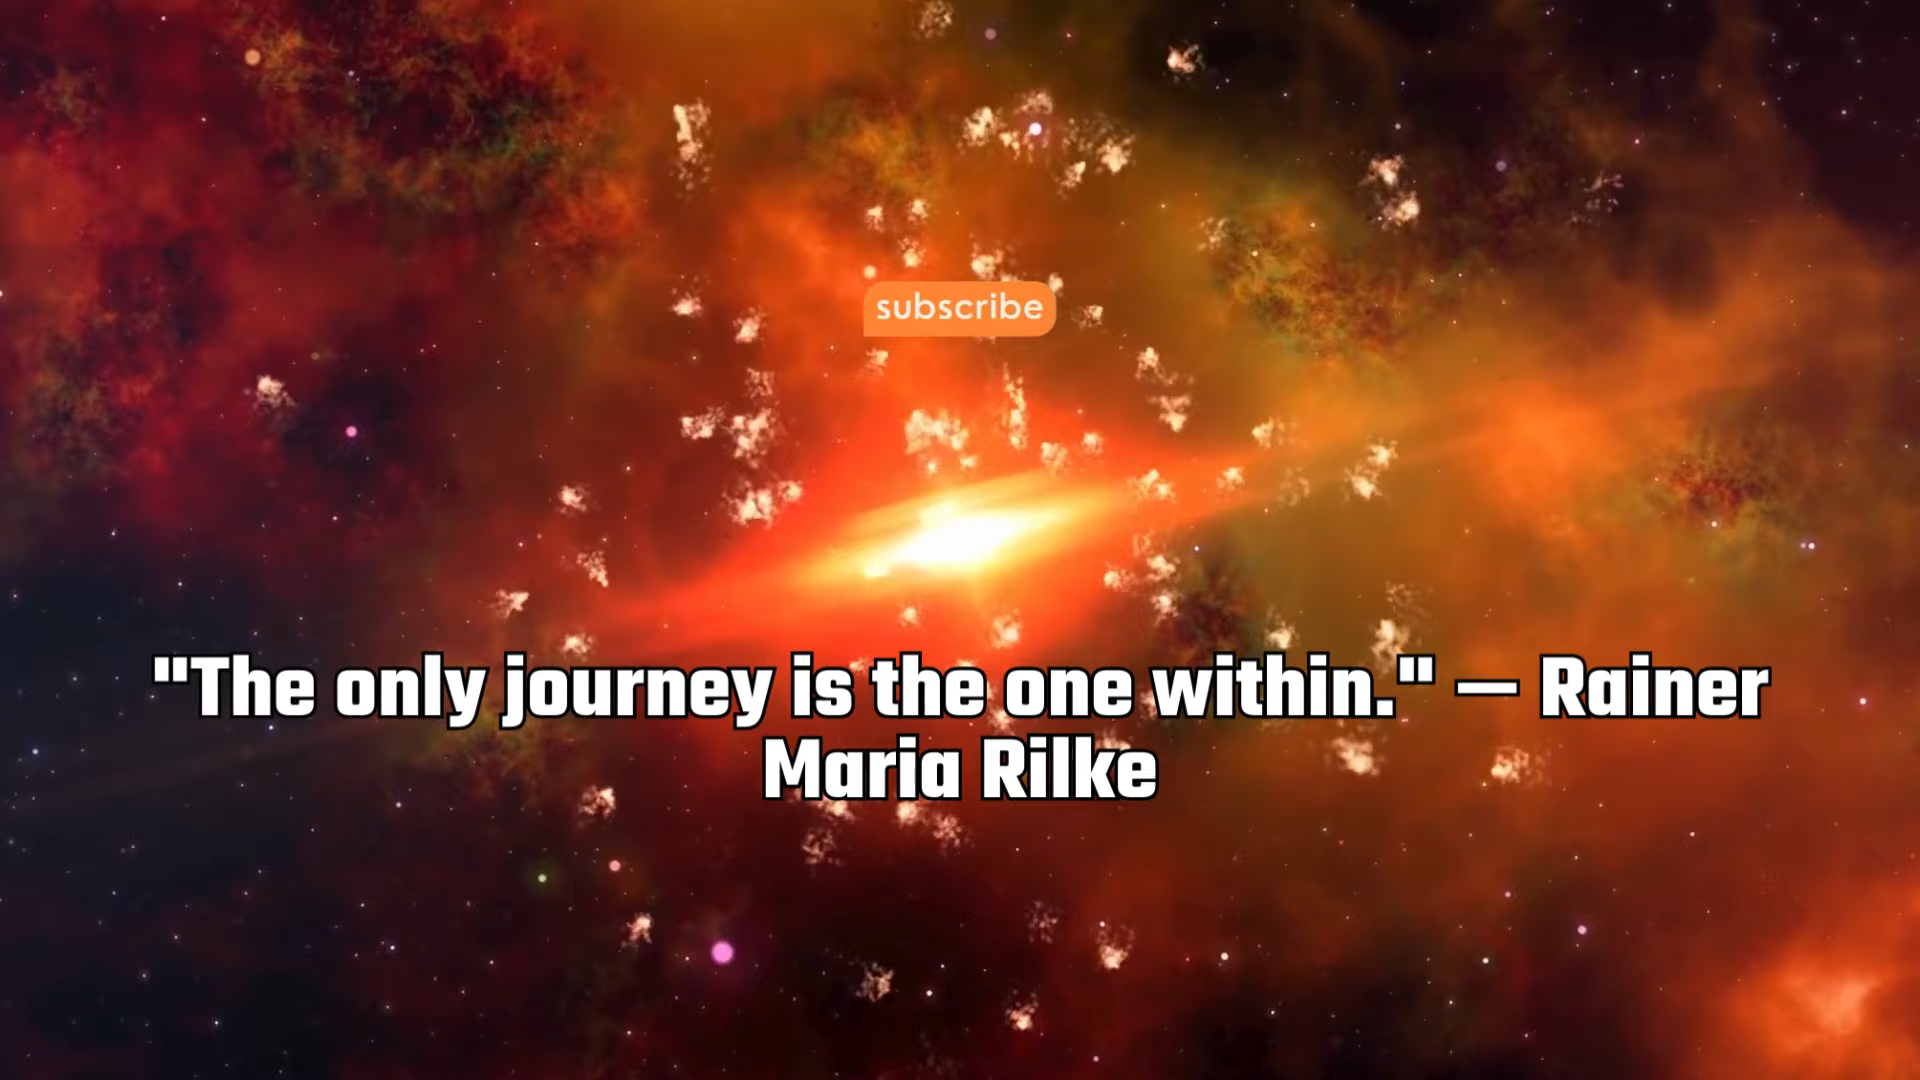 subscribe
"The only journey is the one within." — Rainer
Maria Rilke